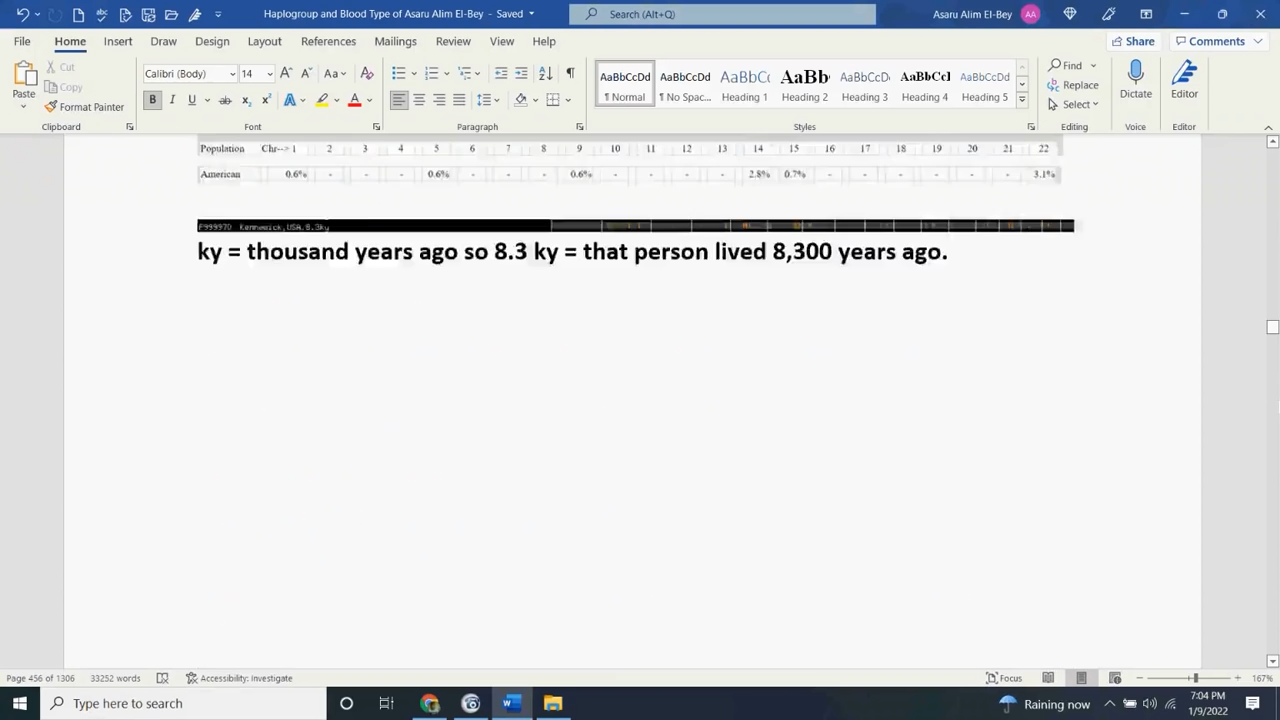 Haplogroup and Blood Type of Asaru Alim El-Bey - Saved
Search (Alt+Q)
Asaru Alim El-Bey AA
File Home Insert Draw Design Layout References Mailings Review View Help
Share Comments
Paste
Cut
Copy
Format Painter
Clipboard
Calibri (Body) 14
Font
Paragraph
AaBbCcDd ¶ Normal
AaBbCcDd ¶ No Spac...
AaBbCc Heading 1
AaBb Heading 2
AaBbCcD Heading 3
AaBbCcI Heading 4
AaBbCcDd Heading 5
Styles
Find
Replace
Select
Editing
Dictate
Voice
Editor
Editor
Population Chr--> 1 2 3 4 5 6 7 8 9 10 11 12 13 14 15 16 17 18 19 20 21 22
American 0.6% - - - 0.6% - - - 0.6% - - - - 2.8% 0.7% - - - - - - 3.1%
F999970 Kennweick,USA,8.3ky
ky = thousand years ago so 8.3 ky = that person lived 8,300 years ago.
Page 456 of 1306 33252 words Accessibility: Investigate
Focus
167%
Type here to search
Raining now
7:04 PM
1/9/2022